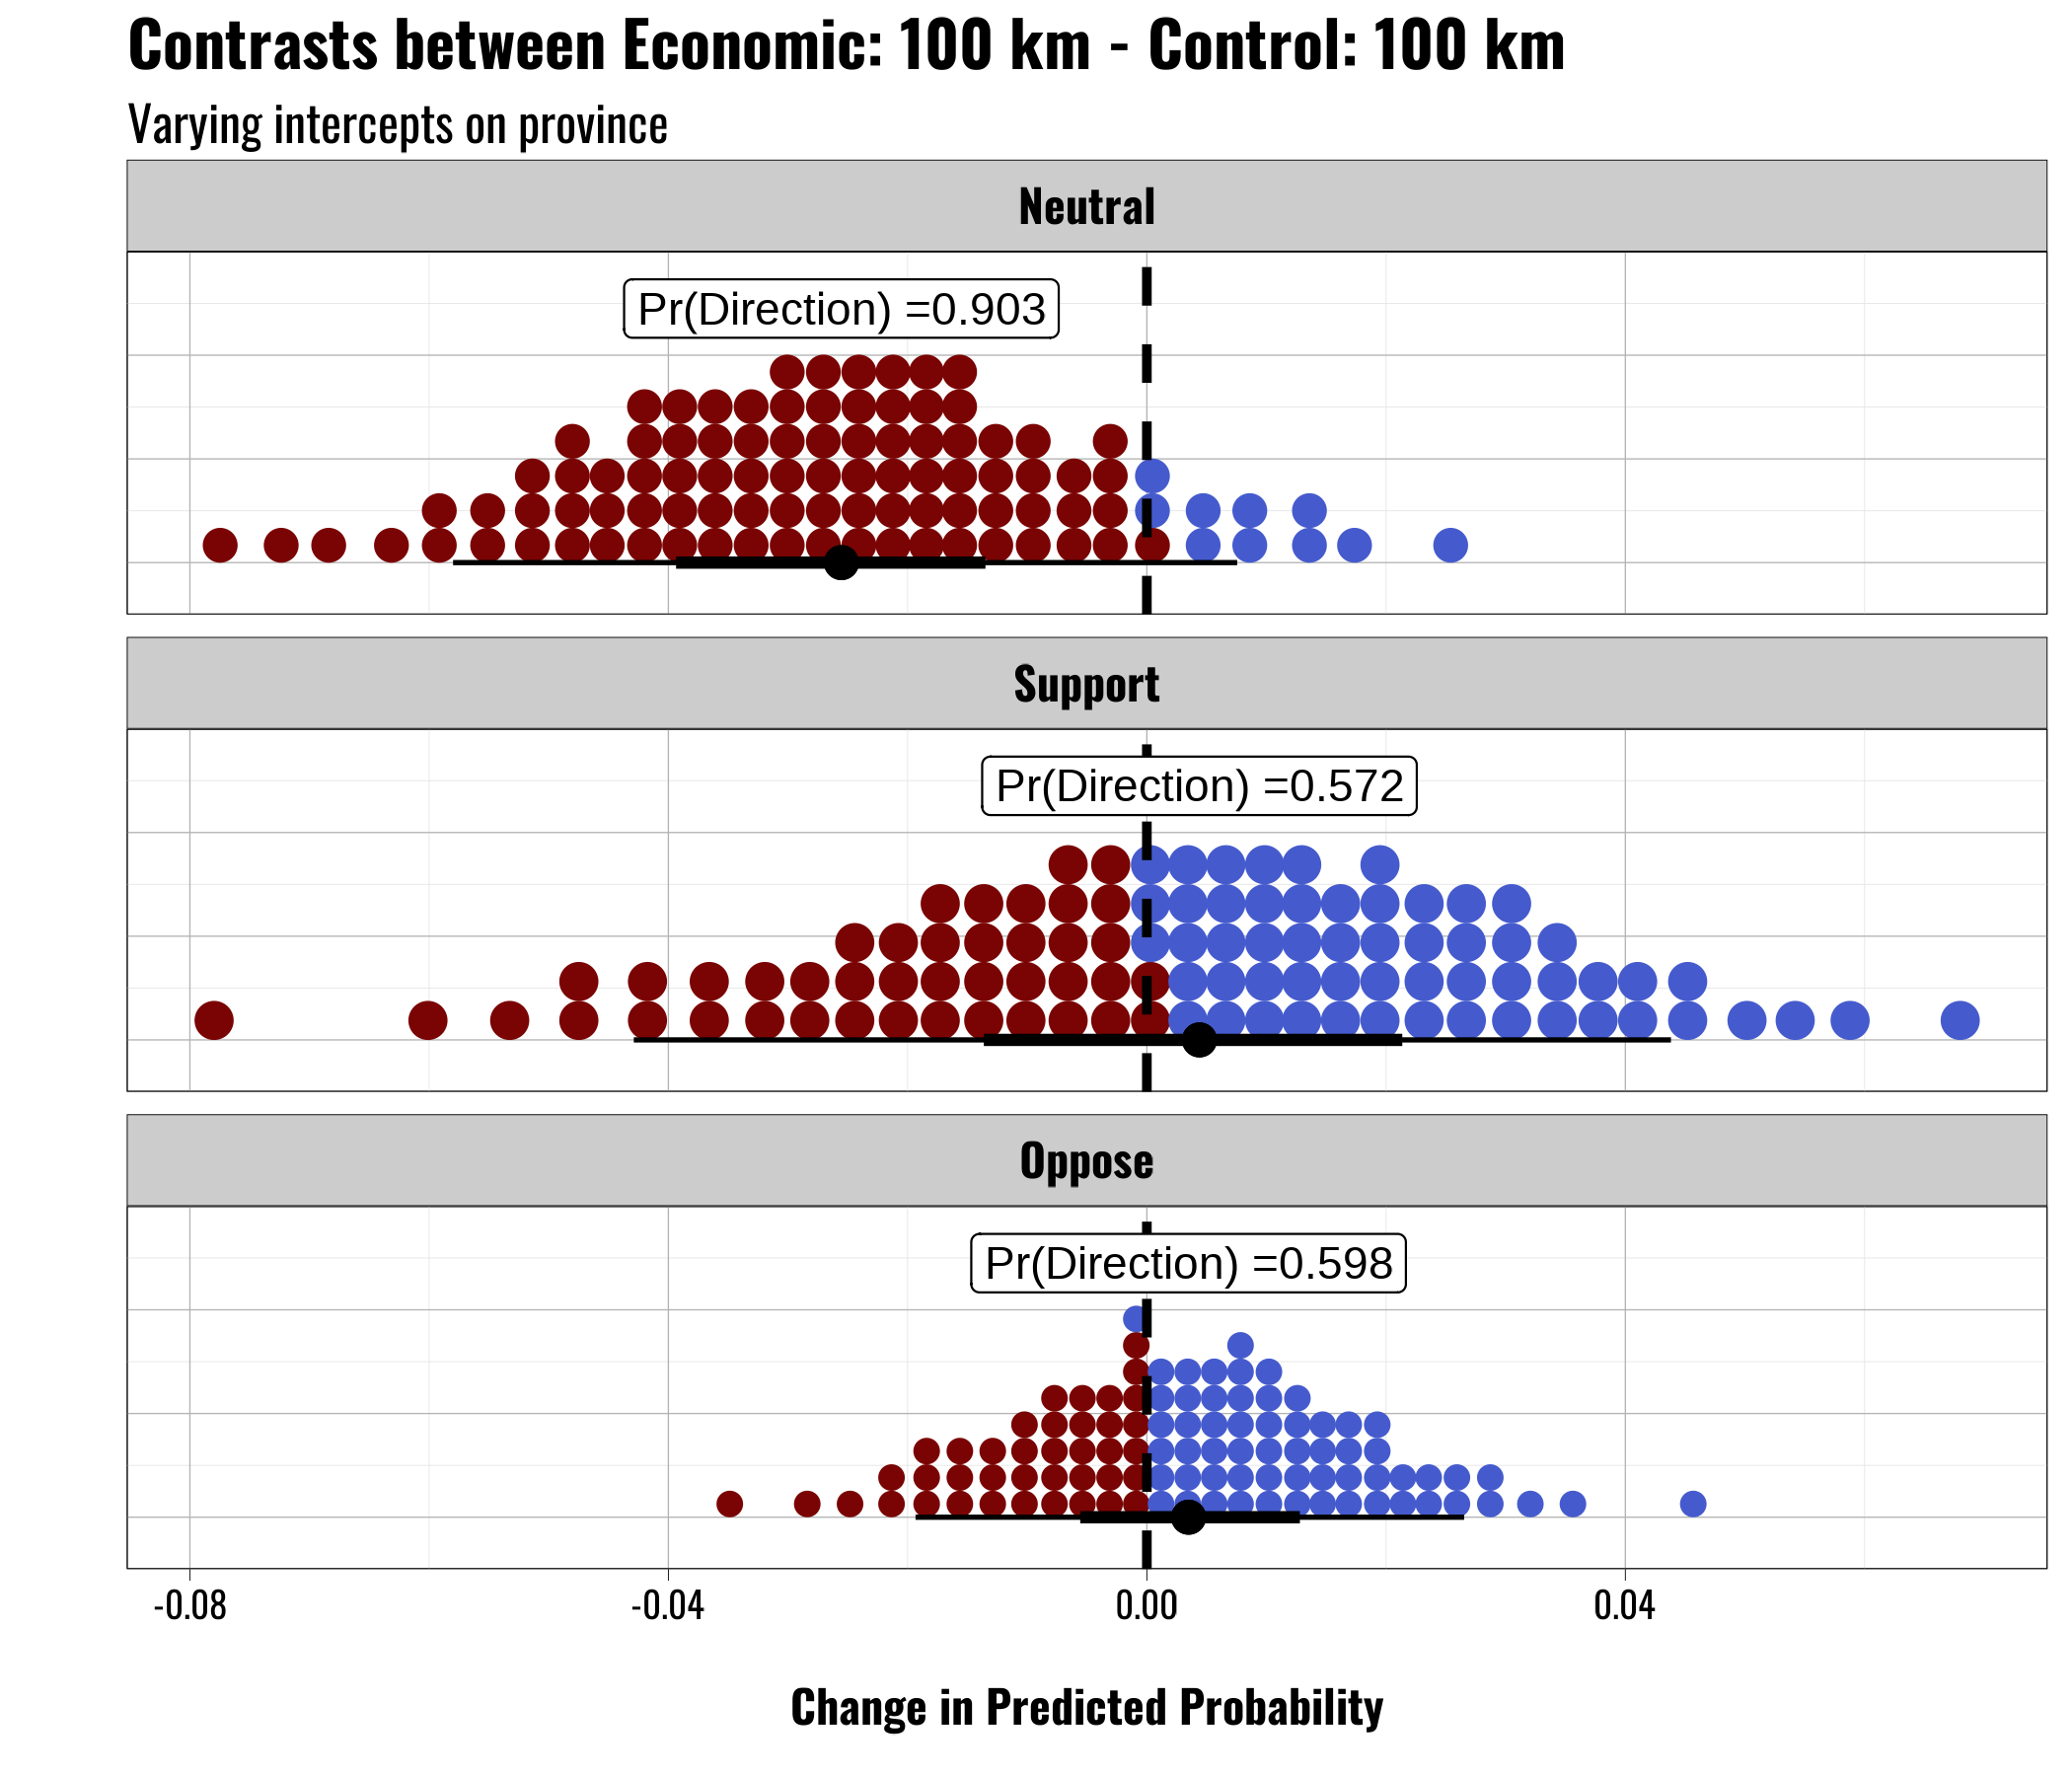 Contrasts between Economic: 100 km - Control: 100 km
Varying intercepts on province
Neutral
Pr(Direction) =0.903
Support
Pr(Direction) =0.572
Oppose
Pr(Direction) =0.598
-0.08 -0.04 0.00 0.04
Change in Predicted Probability